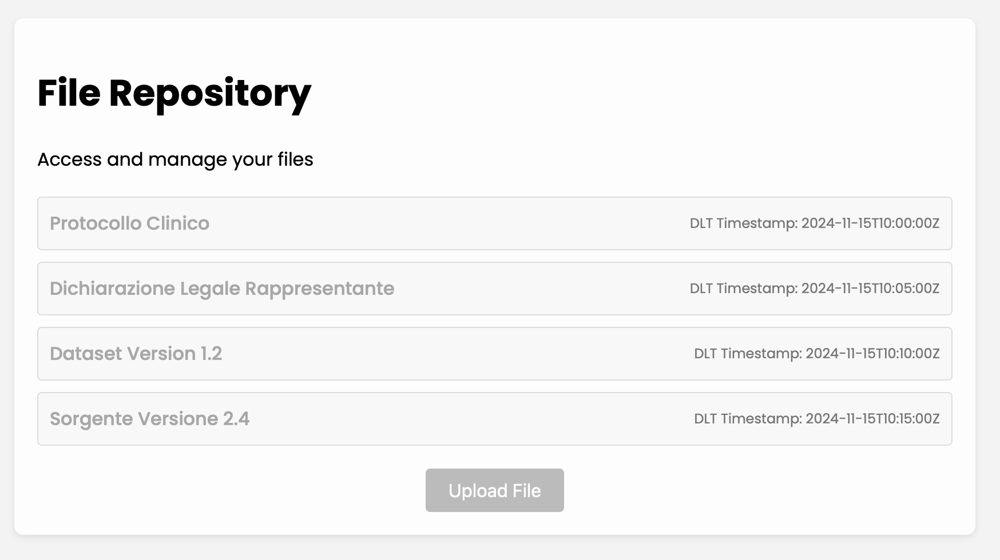 File Repository
Access and manage your files
Protocollo Clinico DLT Timestamp: 2024-11-15T10:00:00Z
Dichiarazione Legale Rappresentante DLT Timestamp: 2024-11-15T10:05:00Z
Dataset Version 1.2 DLT Timestamp: 2024-11-15T10:10:00Z
Sorgente Versione 2.4 DLT Timestamp: 2024-11-15T10:15:00Z
Upload File